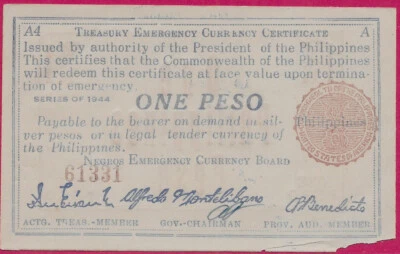 A4 TREASURY EMERGENCY CURRENCY CERTIFICATE A
Issued by authority of the President of the Philippines
This certifies that the Commonwealth of the Philippines
will redeem this certificate at face value upon termina-
tion of emergency.
SERIES OF 1944
ONE PESO
Philippines
Payable to the bearer on demand in sil-
ver pesos or in legal tender currency of
the Philippines.
NEGROS EMERGENCY CURRENCY BOARD
61331
Alfredo Montelibano
ACTG. TREAS.-MEMBER GOV.-CHAIRMAN PROV. AUD. MEMBER